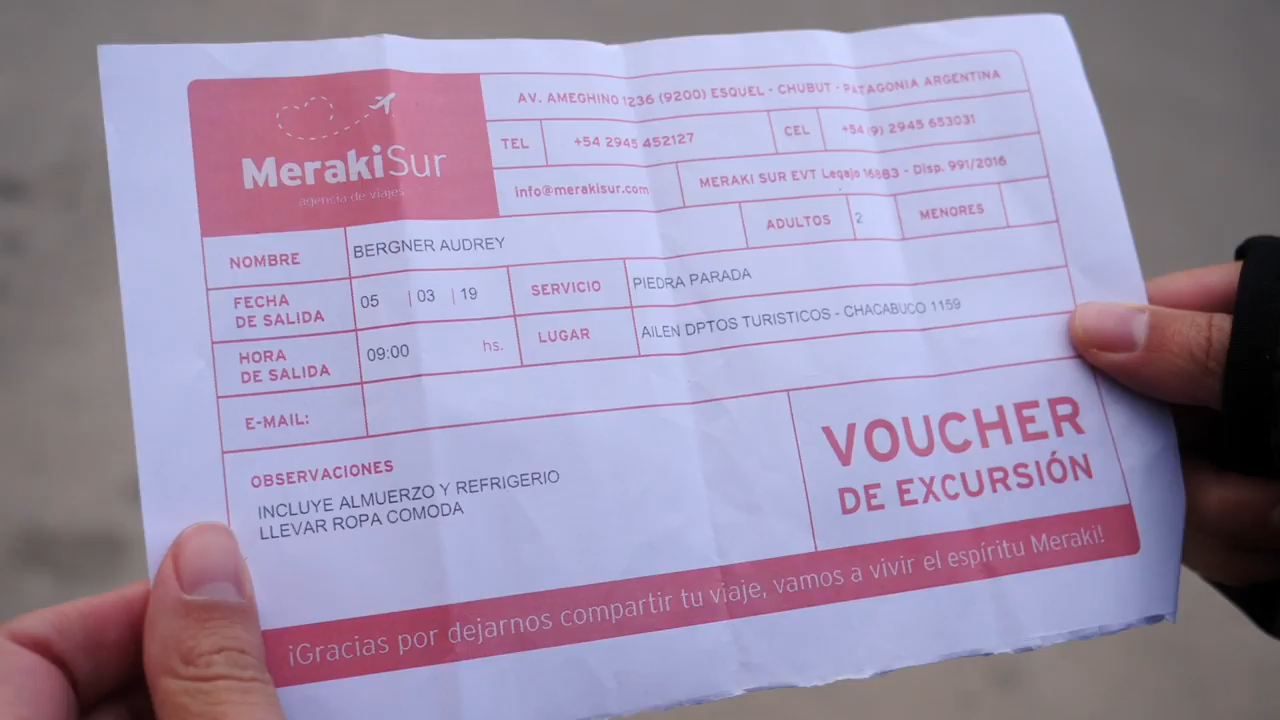 MerakiSur
agencia de viajes
AV. AMEGHINO 1236 (9200) ESQUEL - CHUBUT - PATAGONIA ARGENTINA
TEL +54 2945 452127 CEL +54 (9) 2945 653031
info@merakisur.com MERAKI SUR EVT Legajo 16883 - Disp. 991/2016
NOMBRE BERGNER AUDREY ADULTOS 2 MENORES
FECHA
DE SALIDA 05 | 03 | 19 SERVICIO PIEDRA PARADA
HORA
DE SALIDA 09:00 hs. LUGAR AILEN DPTOS TURISTICOS - CHACABUCO 1159
E-MAIL:
OBSERVACIONES
INCLUYE ALMUERZO Y REFRIGERIO
LLEVAR ROPA COMODA
VOUCHER
DE EXCURSIÓN
¡Gracias por dejarnos compartir tu viaje, vamos a vivir el espíritu Meraki!